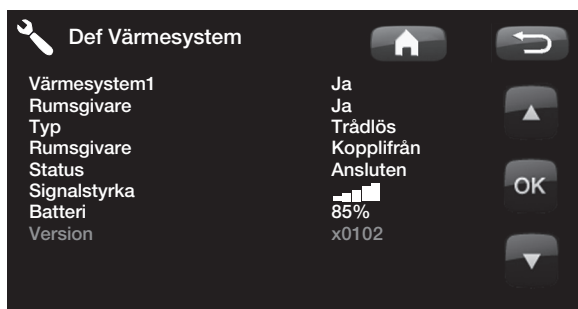 Def Värmesystem
Värmesystem1 Ja
Rumsgivare Ja
Typ Trådlös
Rumsgivare Kopplifrån
Status Ansluten
Signalstyrka
Batteri 85%
Version x0102
OK